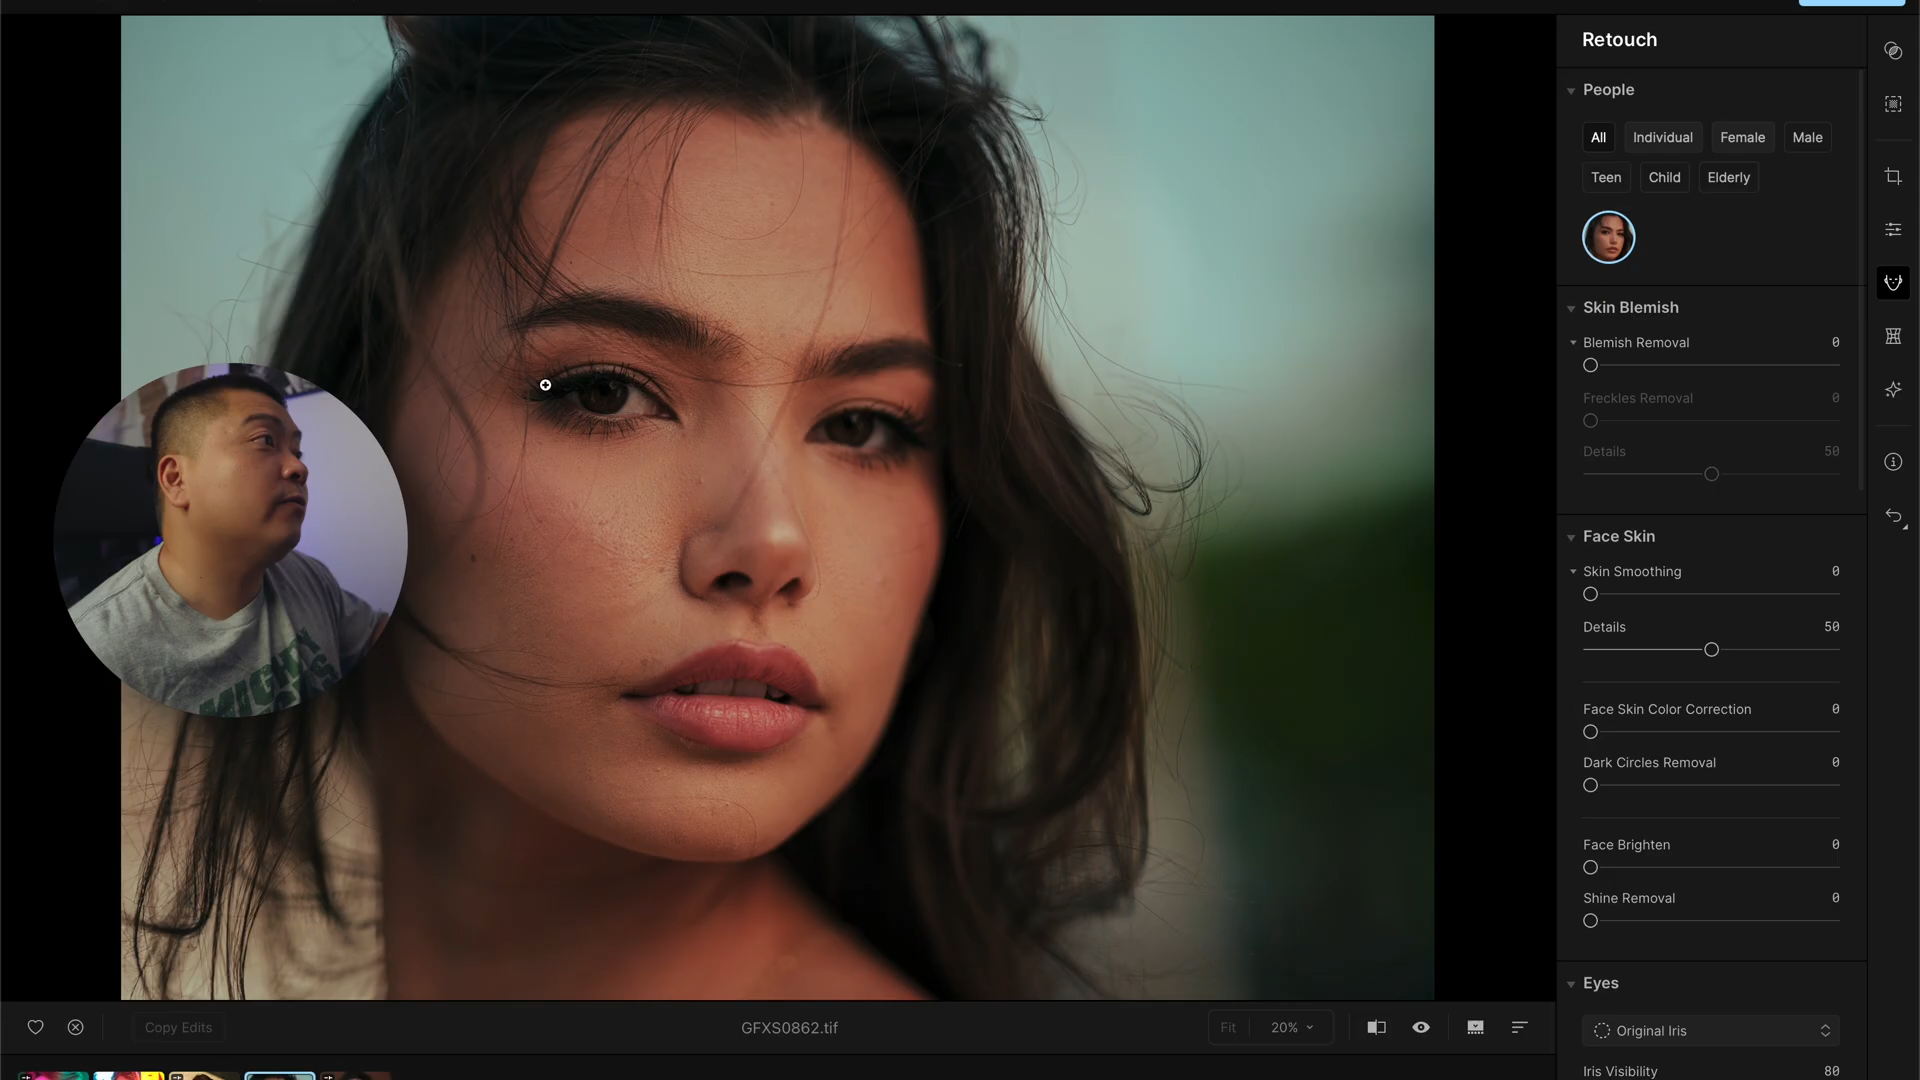 Retouch
People
All
Individual
Female
Male
Teen
Child
Elderly
Skin Blemish
Blemish Removal 0
Freckles Removal 0
Details 50
Face Skin
Skin Smoothing 0
Details 50
Face Skin Color Correction 0
Dark Circles Removal 0
Face Brighten 0
Shine Removal 0
Eyes
Original Iris
Iris Visibility 80
Copy Edits
GFXS0862.tif
Fit
20%